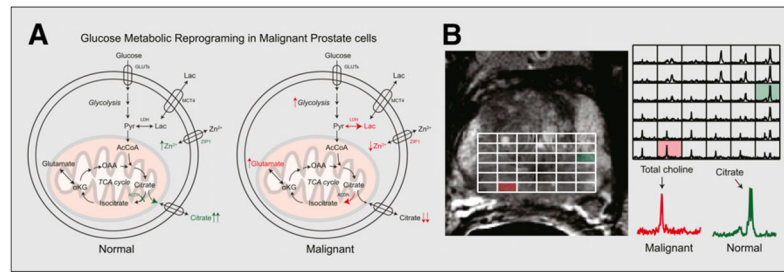 A
Glucose Metabolic Reprograming in Malignant Prostate cells
Glucose
GLUTs
Lac
MCT4
Glycolysis
LDH
Pyr
Lac
AcCoA
Zn²⁺
Zn²⁺
ZIP1
Glutamate
OAA
αKG
TCA cycle
Citrate
Isocitrate
Citrate
Normal
Glucose
GLUTs
Lac
MCT4
Glycolysis
LDH
Pyr
Lac
AcCoA
Zn²⁺
Zn²⁺
ZIP1
Glutamate
OAA
αKG
TCA cycle
Citrate
Isocitrate
Citrate
Malignant
B
Total choline
Citrate
Malignant
Normal